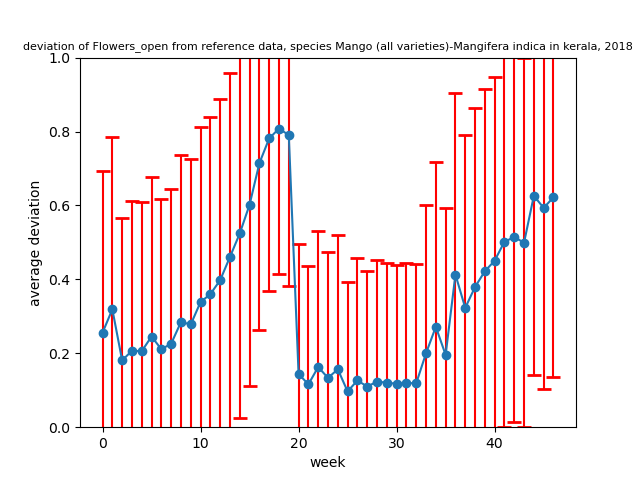 deviation of Flowers_open from reference data, species Mango (all varieties)-Mangifera indica in kerala, 2018
1.0
0.8
0.6
0.4
0.2
0.0
average deviation
0 10 20 30 40
week